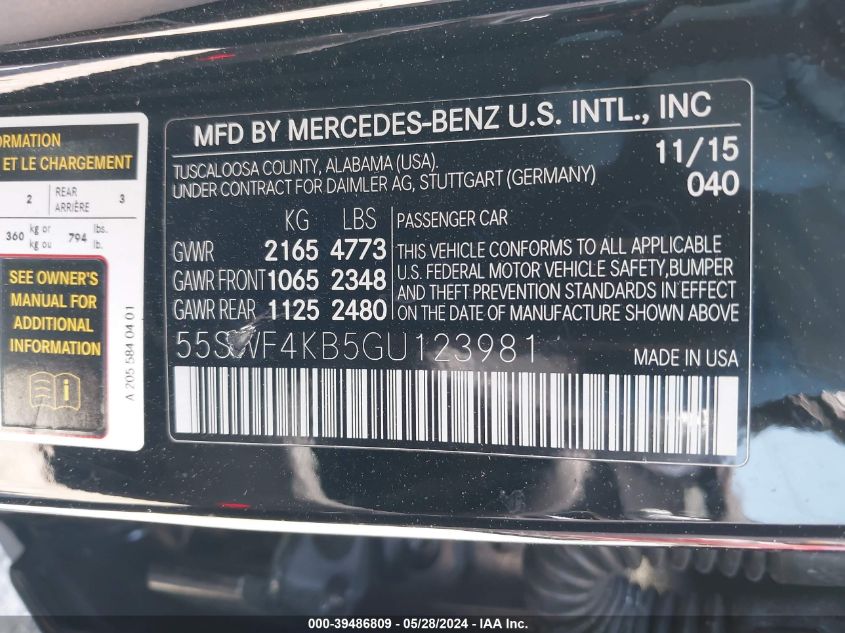 ORMATION
ET LE CHARGEMENT
2 REAR ARRIÈRE 3
360 kg or kg ou 794 lbs. lb.
SEE OWNER'S
MANUAL FOR
ADDITIONAL
INFORMATION
A 205 584 04 01
MFD BY MERCEDES-BENZ U.S. INTL., INC
TUSCALOOSA COUNTY, ALABAMA (USA). 11/15
UNDER CONTRACT FOR DAIMLER AG, STUTTGART (GERMANY) 040
KG LBS
GVWR 2165 4773
GAWR FRONT 1065 2348
GAWR REAR 1125 2480
PASSENGER CAR
THIS VEHICLE CONFORMS TO ALL APPLICABLE
U.S. FEDERAL MOTOR VEHICLE SAFETY,BUMPER
AND THEFT PREVENTION STANDARDS IN EFFECT
ON THE DATE OF MANUFACTURE SHOWN ABOVE
55SWF4KB5GU123981 MADE IN USA
000-39486809 - 05/28/2024 - IAA Inc.